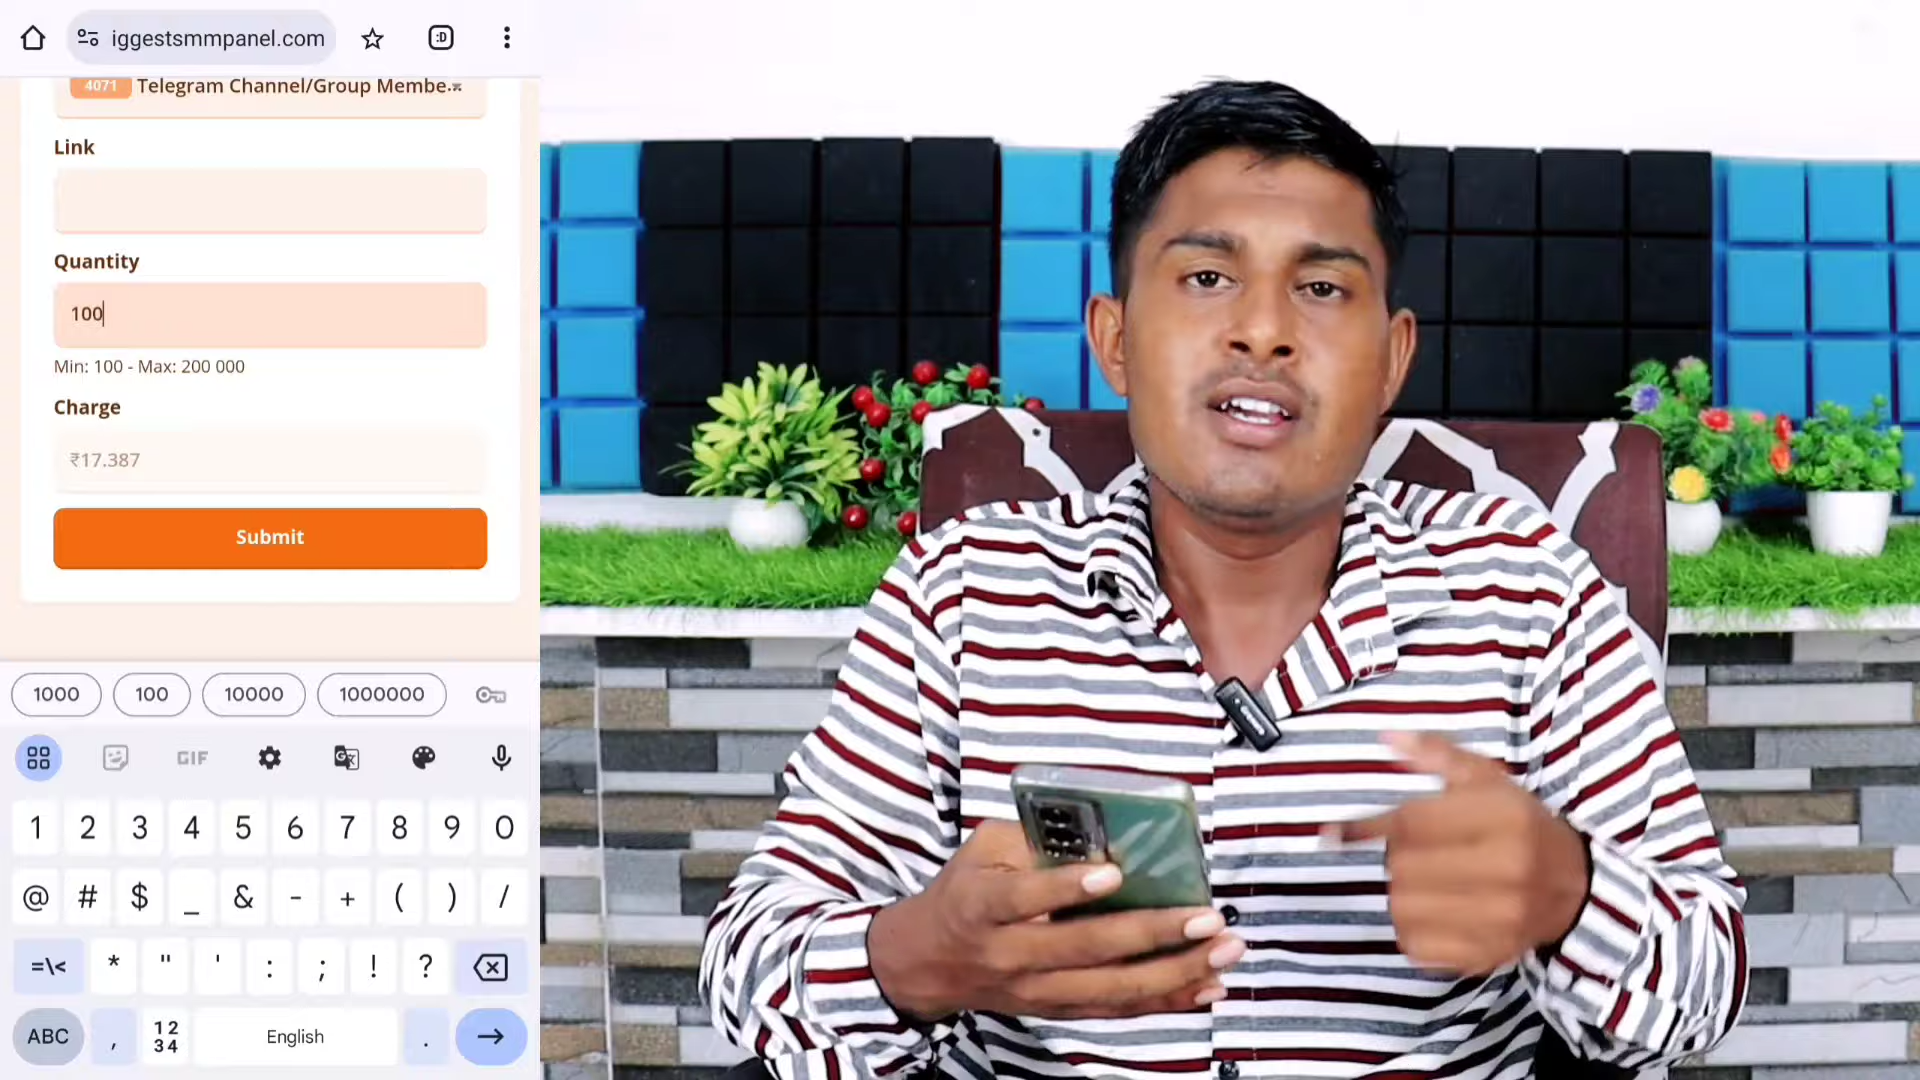 iggestsmmpanel.com
:D
4071 Telegram Channel/Group Membe..
Link
Quantity
100
Min: 100 - Max: 200 000
Charge
₹17.387
Submit
1000 100 10000 1000000
GIF
1 2 3 4 5 6 7 8 9 0
@ # $ _ & - + ( ) /
=\< * " ' : ; ! ?
ABC , 12 34 English .